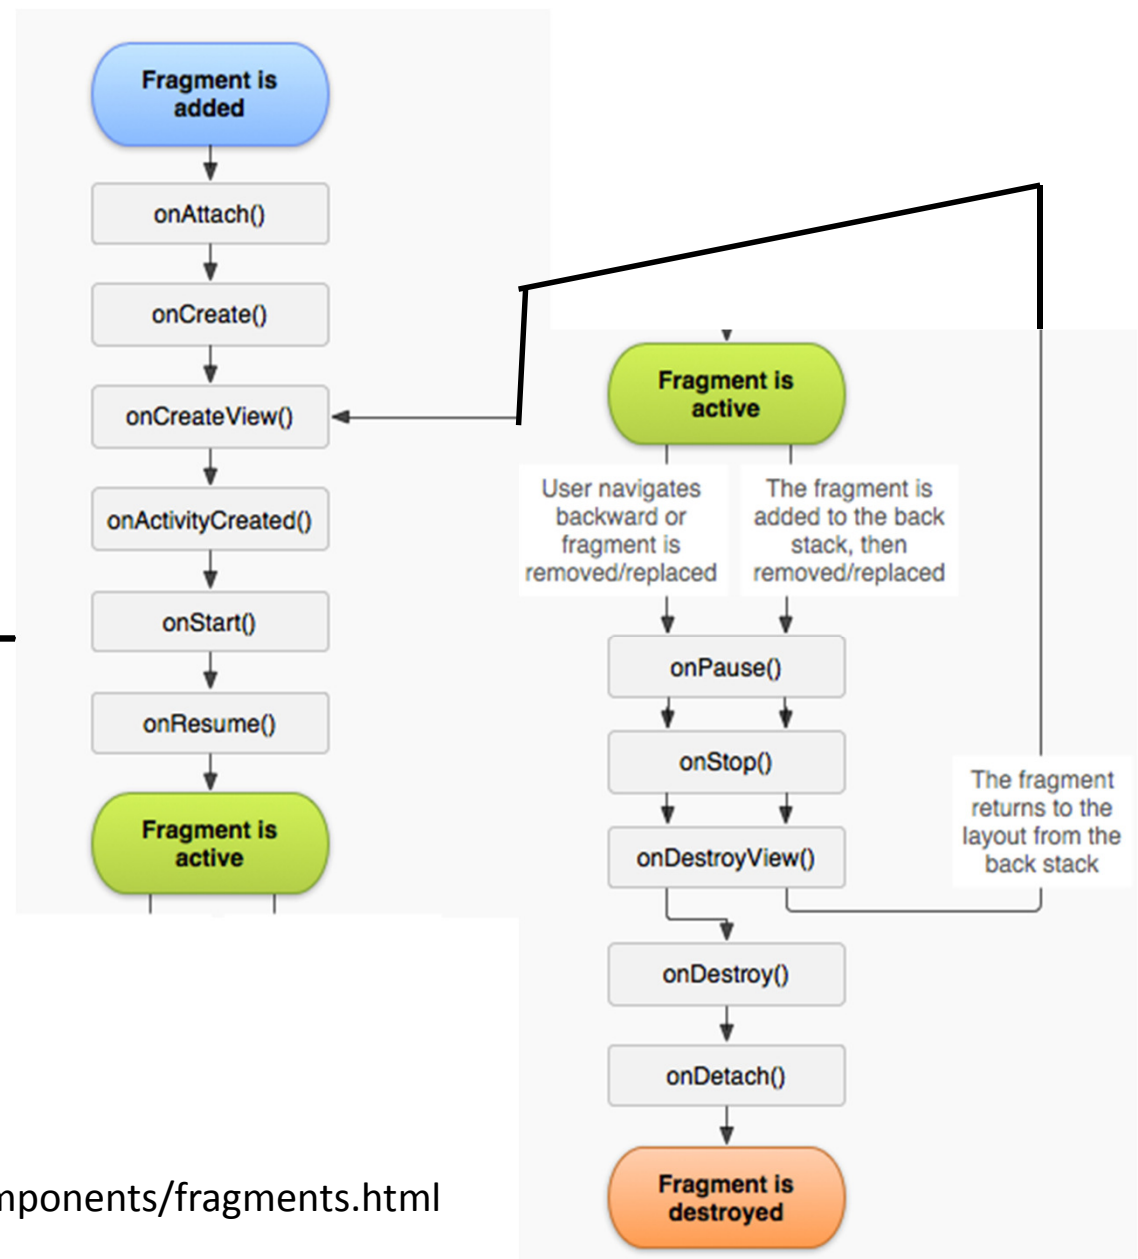 Fragment is
added
onAttach()
onCreate()
onCreateView()
onActivityCreated()
onStart()
onResume()
Fragment is
active
Fragment is
active
User navigates
backward or
fragment is
removed/replaced
The fragment is
added to the back
stack, then
removed/replaced
onPause()
onStop()
onDestroyView()
The fragment
returns to the
layout from the
back stack
onDestroy()
onDetach()
Fragment is
destroyed
mponents/fragments.html